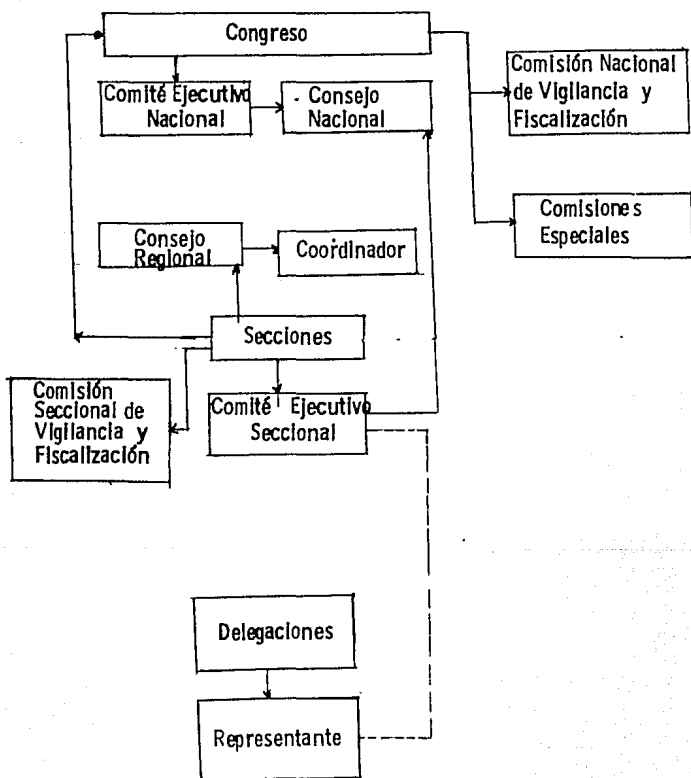 Congreso
Comité Ejecutivo
Nacional
Consejo
Nacional
Comisión Nacional
de Vigilancia y
Fiscalización
Comisiones
Especiales
Consejo
Regional
Coordinador
Secciones
Comisión
Seccional de
Vigilancia y
Fiscalización
Comité Ejecutivo
Seccional
Delegaciones
Representante